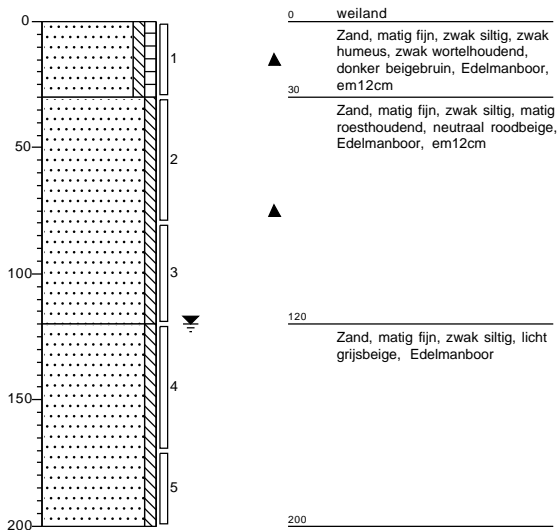 0
50
100
150
200
1
2
3
4
5
0
weiland
Zand, matig fijn, zwak siltig, zwak
humeus, zwak wortelhoudend,
donker beigebruin, Edelmanboor,
em12cm
30
Zand, matig fijn, zwak siltig, matig
roesthoudend, neutraal roodbeige,
Edelmanboor, em12cm
120
Zand, matig fijn, zwak siltig, licht
grijsbeige, Edelmanboor
200